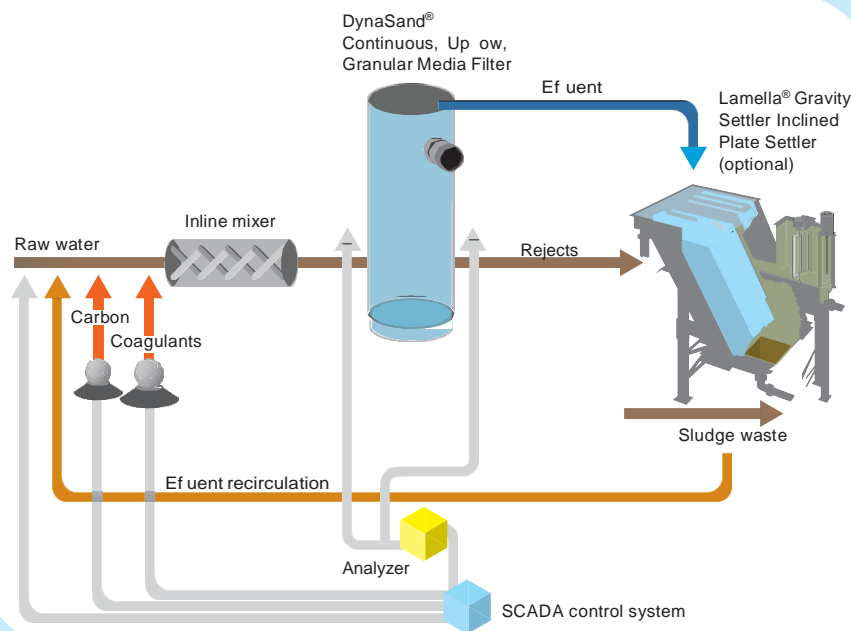 DynaSand®
Continuous, Up ow,
Granular Media Filter
Ef uent
Lamella® Gravity
Settler Inclined
Plate Settler
(optional)
Inline mixer
Raw water
Rejects
Carbon
Coagulants
Sludge waste
Ef uent recirculation
Analyzer
SCADA control system